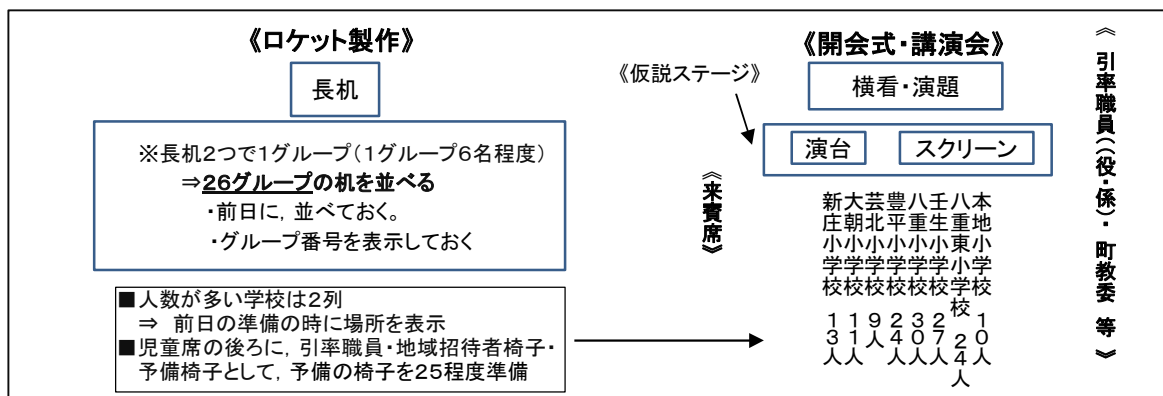 《ロケット製作》
長机
※長机2つで1グループ(1グループ6名程度)
⇒26グループの机を並べる
・前日に，並べておく。
・グループ番号を表示しておく
■人数が多い学校は2列
⇒ 前日の準備の時に場所を表示
■児童席の後ろに，引率職員・地域招待者椅子・
予備椅子として，予備の椅子を25程度準備
《開会式・講演会》
《仮説ステージ》
横看・演題
演台
スクリーン
《来賓席》
新庄小学校 13人
大朝小学校 11人
芸北小学校 9人
豊平小学校 24人
八重小学校 30人
壬生小学校 27人
八重東小学校 24人
本地小学校 10人
《引率職員((役・係)・町教委 等》